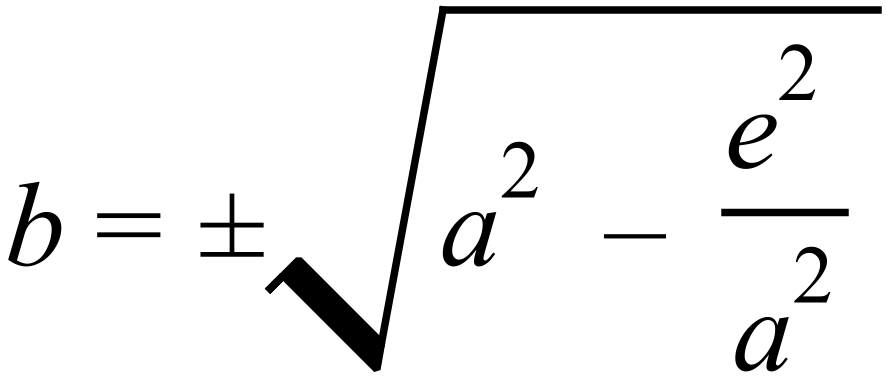 b = ±√(a² − e²/a²)